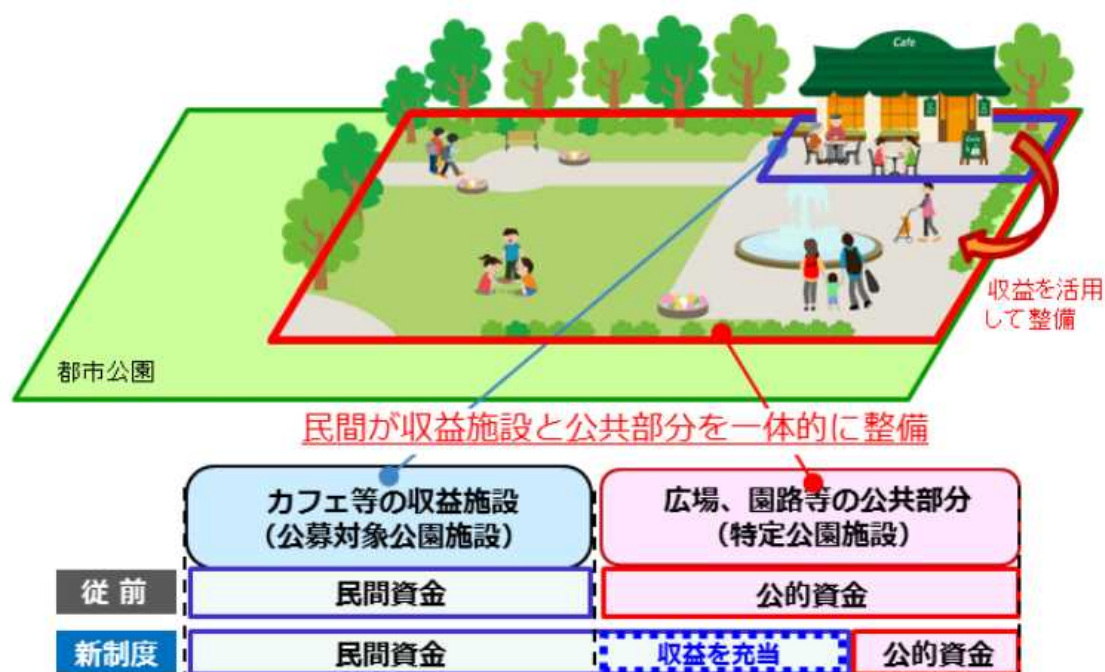 Cafe
収益を活用
して整備
都市公園
民間が収益施設と公共部分を一体的に整備
カフェ等の収益施設
(公募対象公園施設)
広場、園路等の公共部分
(特定公園施設)
従前
民間資金
公的資金
新制度
民間資金
収益を充当
公的資金